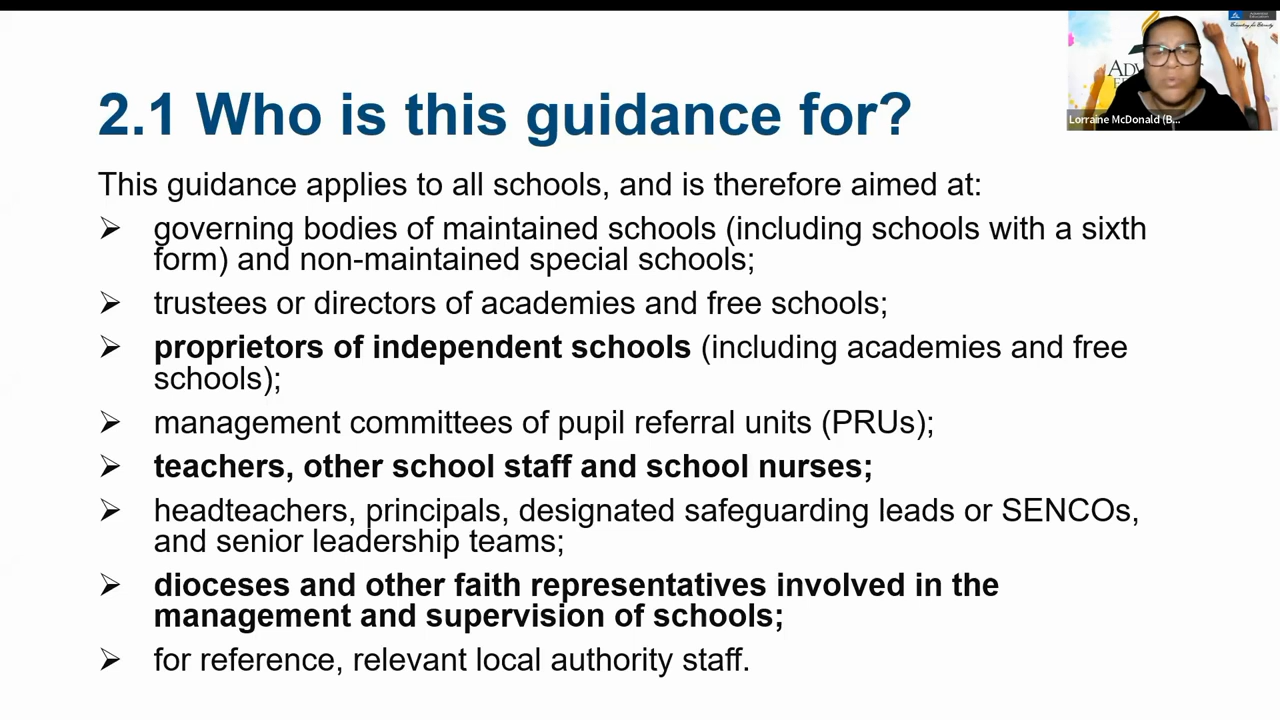 2.1 Who is this guidance for?
This guidance applies to all schools, and is therefore aimed at:
governing bodies of maintained schools (including schools with a sixth
form) and non-maintained special schools;
trustees or directors of academies and free schools;
proprietors of independent schools (including academies and free
schools);
management committees of pupil referral units (PRUs);
teachers, other school staff and school nurses;
headteachers, principals, designated safeguarding leads or SENCOs,
and senior leadership teams;
dioceses and other faith representatives involved in the
management and supervision of schools;
for reference, relevant local authority staff.
Lorraine McDonald (B...